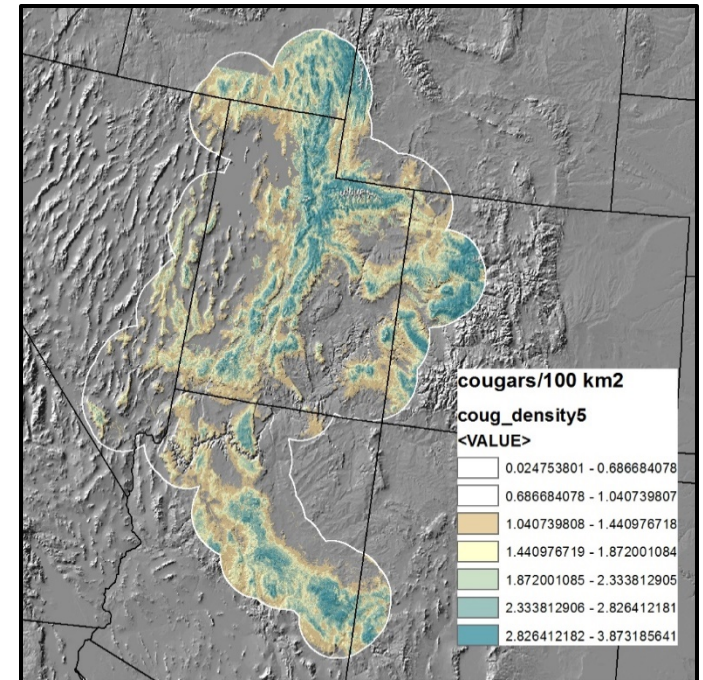 cougars/100 km2
coug_density5
<VALUE>
0.024753801 - 0.686684078
0.686684078 - 1.040739807
1.040739808 - 1.440976718
1.440976719 - 1.872001084
1.872001085 - 2.333812905
2.333812906 - 2.826412181
2.826412182 - 3.873185641